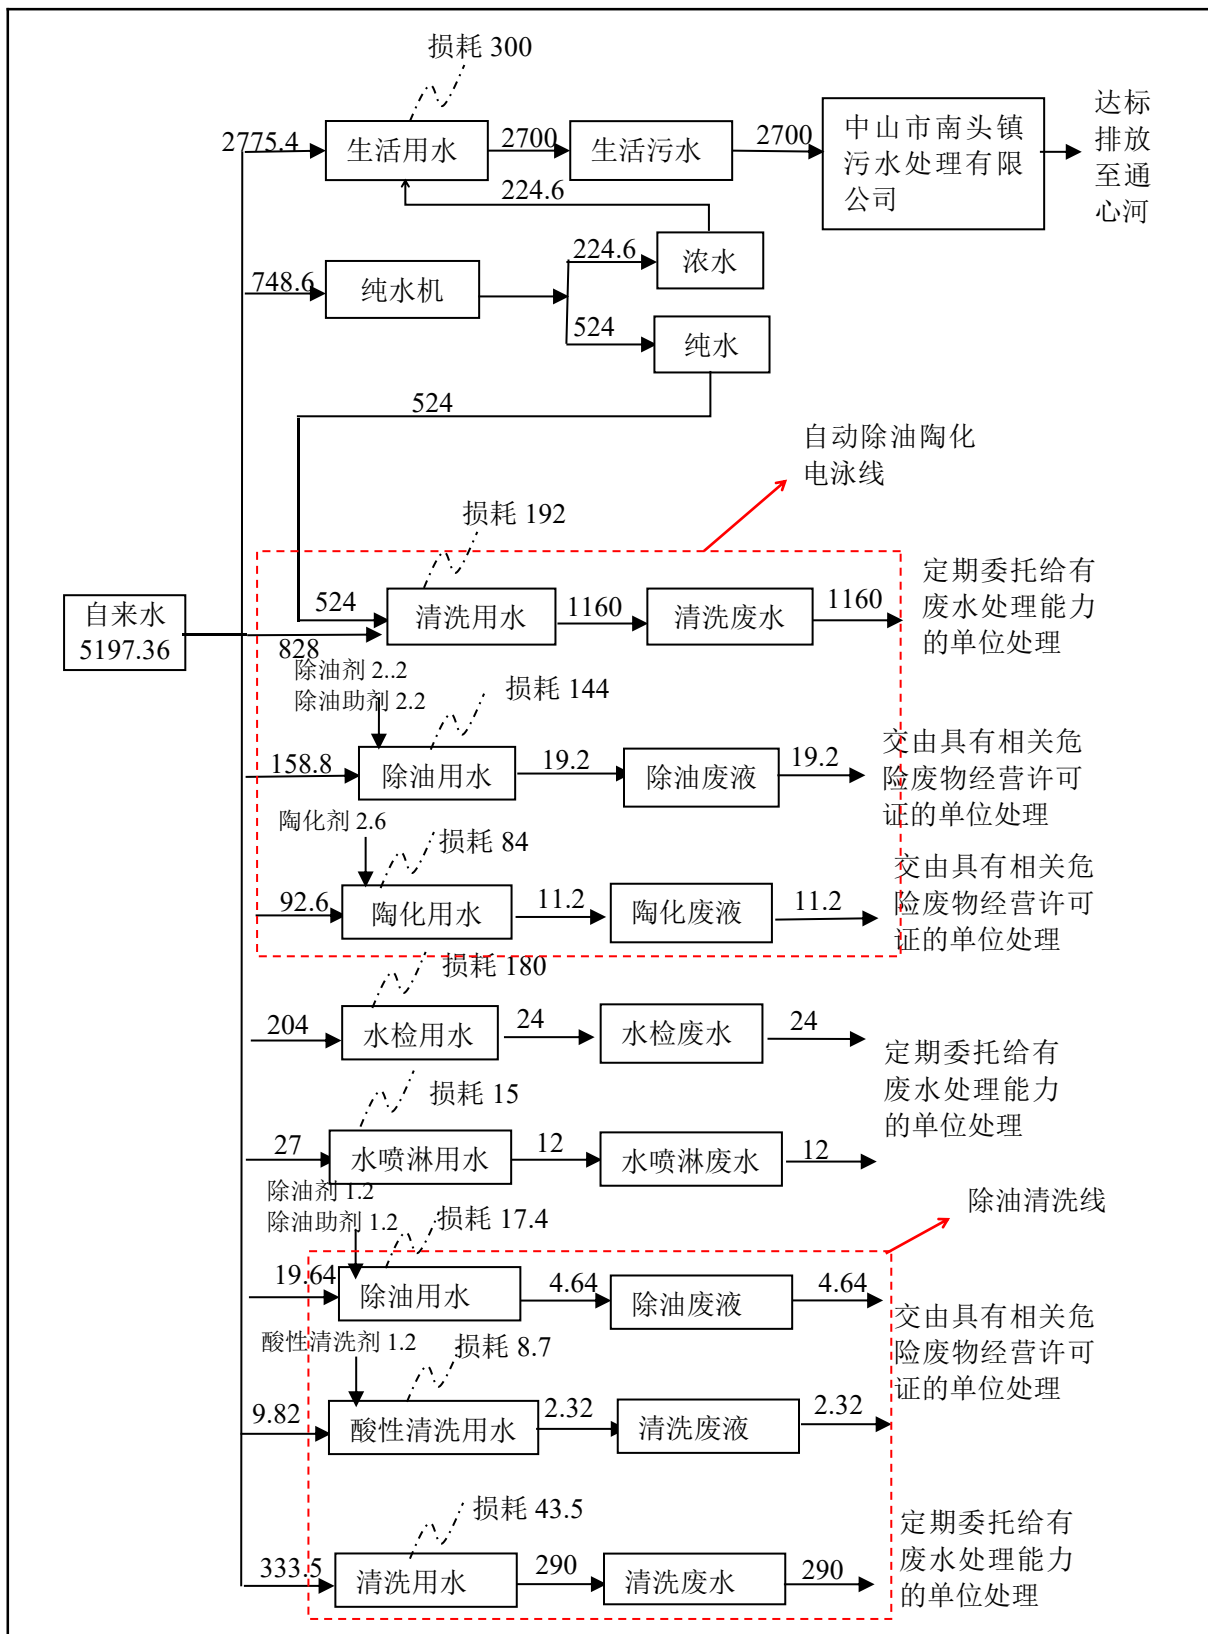 损耗 300
2775.4
生活用水
2700
生活污水
2700
中山市南头镇
污水处理有限
公司
达标
排放
至通
心河
224.6
748.6
纯水机
224.6
浓水
524
纯水
524
自动除油陶化
电泳线
损耗 192
自来水
5197.36
524
828
清洗用水
1160
清洗废水
1160
定期委托给有
废水处理能力
的单位处理
除油剂 2..2
除油助剂 2.2
损耗 144
158.8
除油用水
19.2
除油废液
19.2
交由具有相关危
险废物经营许可
证的单位处理
陶化剂 2.6
损耗 84
92.6
陶化用水
11.2
陶化废液
11.2
交由具有相关危
险废物经营许可
证的单位处理
损耗 180
204
水检用水
24
水检废水
24
定期委托给有
废水处理能力
的单位处理
损耗 15
27
水喷淋用水
12
水喷淋废水
12
除油剂 1.2
除油助剂 1.2
损耗 17.4
除油清洗线
19.64
除油用水
4.64
除油废液
4.64
交由具有相关危
险废物经营许可
证的单位处理
酸性清洗剂 1.2
损耗 8.7
9.82
酸性清洗用水
2.32
清洗废液
2.32
损耗 43.5
333.5
清洗用水
290
清洗废水
290
定期委托给有
废水处理能力
的单位处理